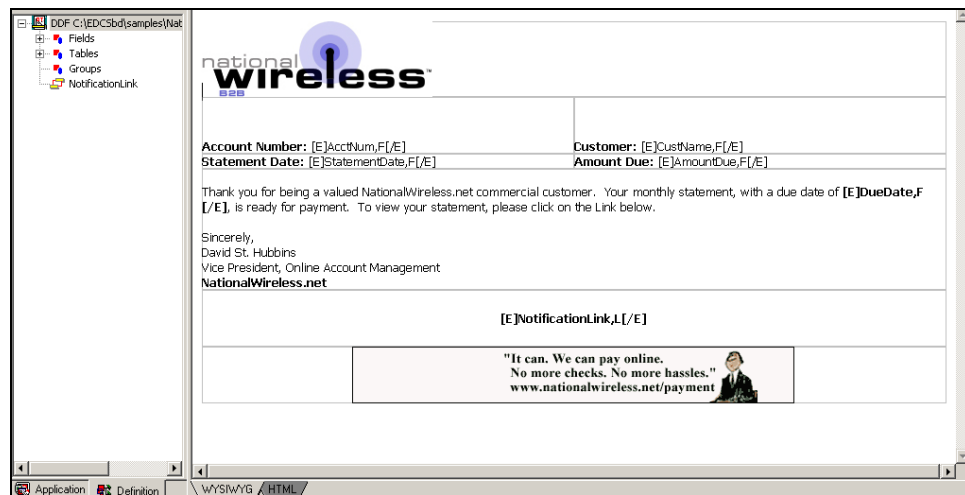 DDF C:\EDCSbd\samples\Nat
Fields
Tables
Groups
NotificationLink
national
wireless
B2B
Account Number: [E]AcctNum,F[/E]
Customer: [E]CustName,F[/E]
Statement Date: [E]StatementDate,F[/E]
Amount Due: [E]AmountDue,F[/E]
Thank you for being a valued NationalWireless.net commercial customer. Your monthly statement, with a due date of [E]DueDate,F
[/E], is ready for payment. To view your statement, please click on the Link below.
Sincerely,
David St. Hubbins
Vice President, Online Account Management
NationalWireless.net
[E]NotificationLink,L[/E]
"It can. We can pay online.
No more checks. No more hassles."
www.nationalwireless.net/payment
Application
Definition
WYSIWYG
HTML